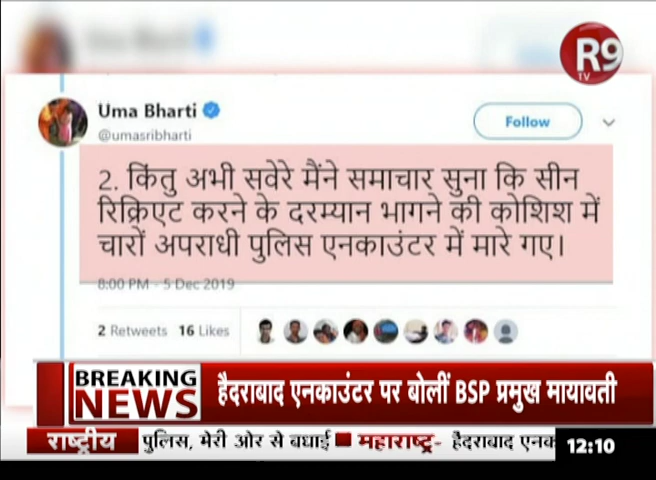 R9
TV
Uma Bharti
@umasribharti
Follow
2. किंतु अभी सवेरे मैंने समाचार सुना कि सीन
रिक्रिएट करने के दरम्यान भागने की कोशिश में
चारों अपराधी पुलिस एनकाउंटर में मारे गए।
8:00 PM - 5 Dec 2019
2 Retweets 16 Likes
BREAKING
NEWS
हैदराबाद एनकाउंटर पर बोलीं BSP प्रमुख मायावती
राष्ट्रीय पुलिस, मेरी ओर से बधाई महाराष्ट्र- हैदराबाद एनक 12:10